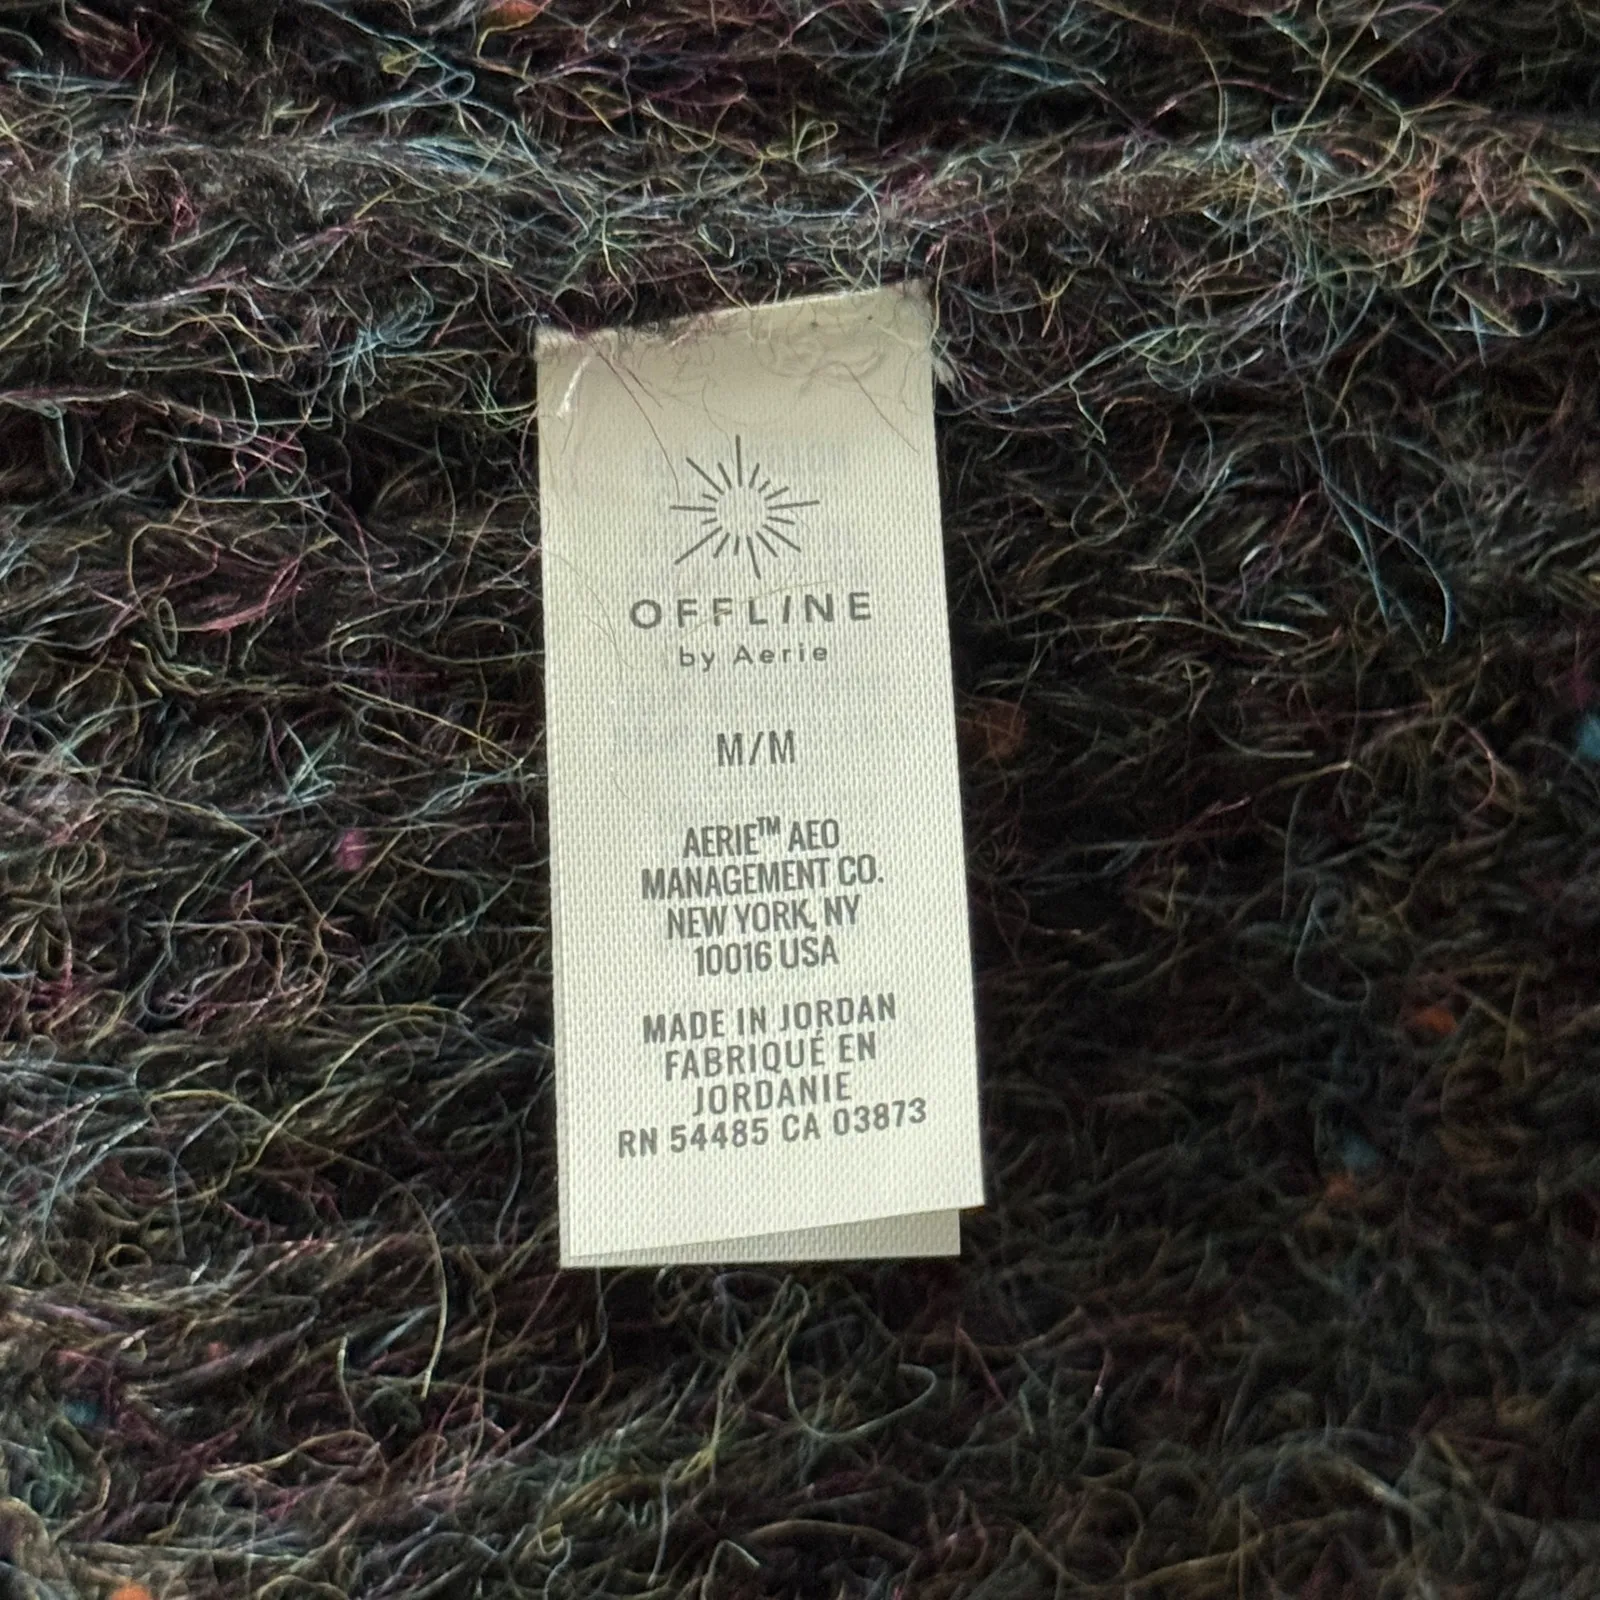 OFFLINE
by Aerie
M/M
AERIE™ AEO
MANAGEMENT CO.
NEW YORK, NY
10016 USA
MADE IN JORDAN
FABRIQUÉ EN
JORDANIE
RN 54485 CA 03873